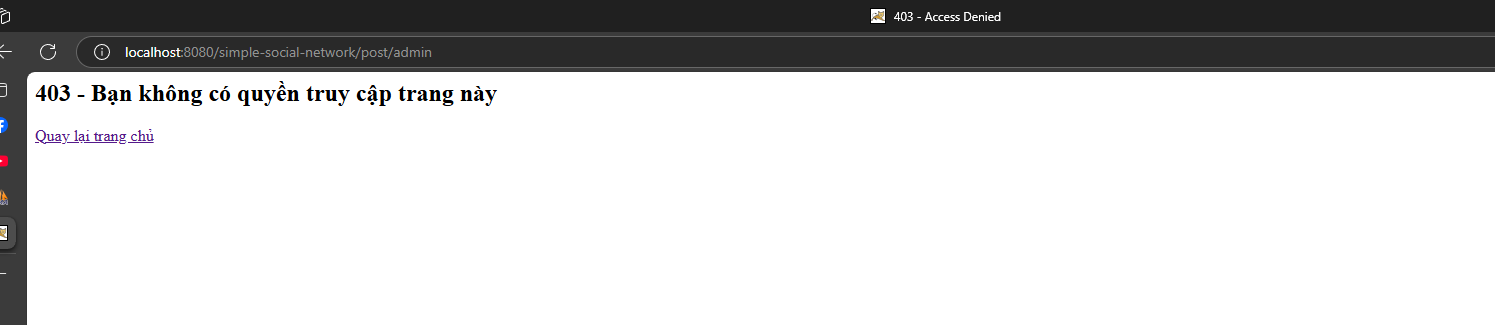 403 - Access Denied
localhost:8080/simple-social-network/post/admin
403 - Bạn không có quyền truy cập trang này
Quay lại trang chủ